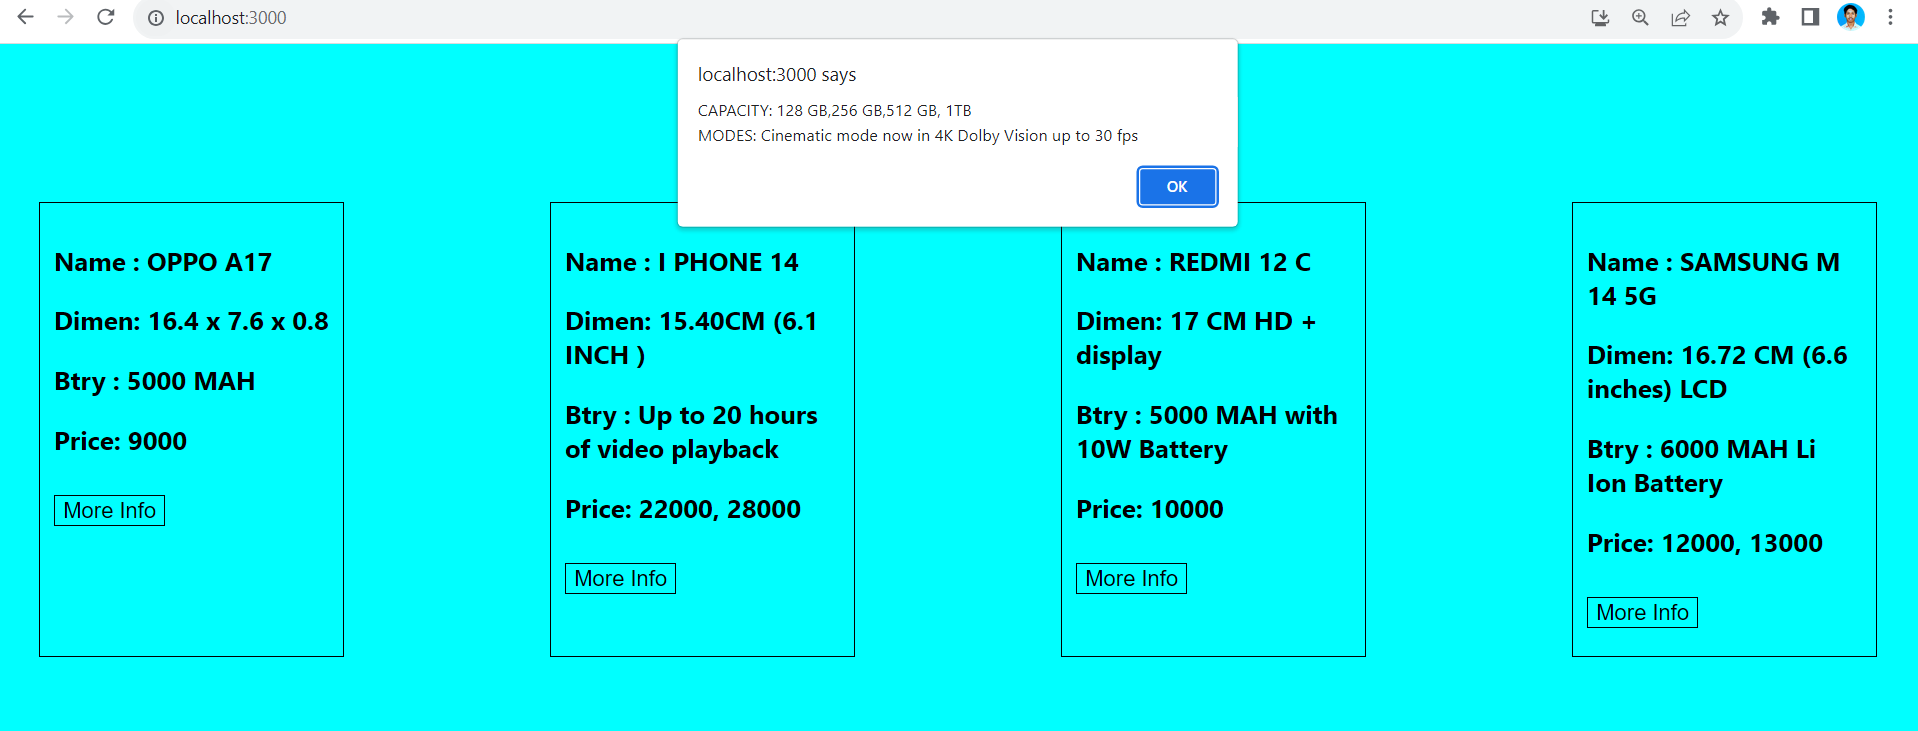 localhost:3000
localhost:3000 says
CAPACITY: 128 GB,256 GB,512 GB, 1TB
MODES: Cinematic mode now in 4K Dolby Vision up to 30 fps
OK
Name : OPPO A17
Dimen: 16.4 x 7.6 x 0.8
Btry : 5000 MAH
Price: 9000
More Info
Name : I PHONE 14
Dimen: 15.40CM (6.1
INCH )
Btry : Up to 20 hours
of video playback
Price: 22000, 28000
More Info
Name : REDMI 12 C
Dimen: 17 CM HD +
display
Btry : 5000 MAH with
10W Battery
Price: 10000
More Info
Name : SAMSUNG M
14 5G
Dimen: 16.72 CM (6.6
inches) LCD
Btry : 6000 MAH Li
Ion Battery
Price: 12000, 13000
More Info